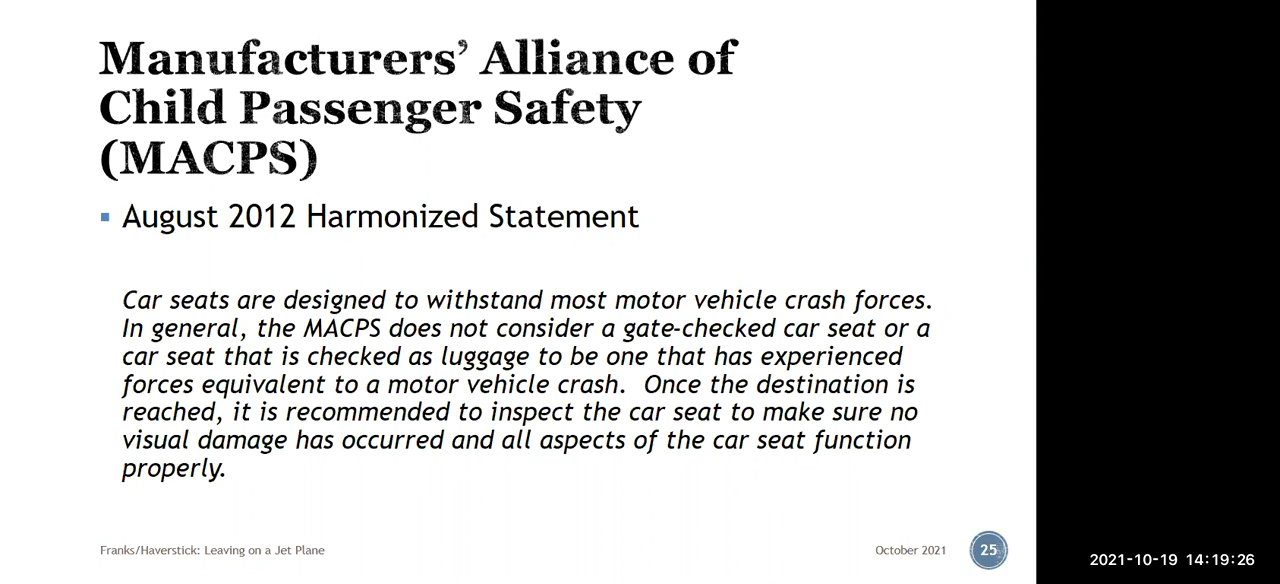 Manufacturers’ Alliance of
Child Passenger Safety
(MACPS)
▪ August 2012 Harmonized Statement
Car seats are designed to withstand most motor vehicle crash forces.
In general, the MACPS does not consider a gate-checked car seat or a
car seat that is checked as luggage to be one that has experienced
forces equivalent to a motor vehicle crash.  Once the destination is
reached, it is recommended to inspect the car seat to make sure no
visual damage has occurred and all aspects of the car seat function
properly.
Franks/Haverstick: Leaving on a Jet Plane
October 2021
25
2021-10-19 14:19:26